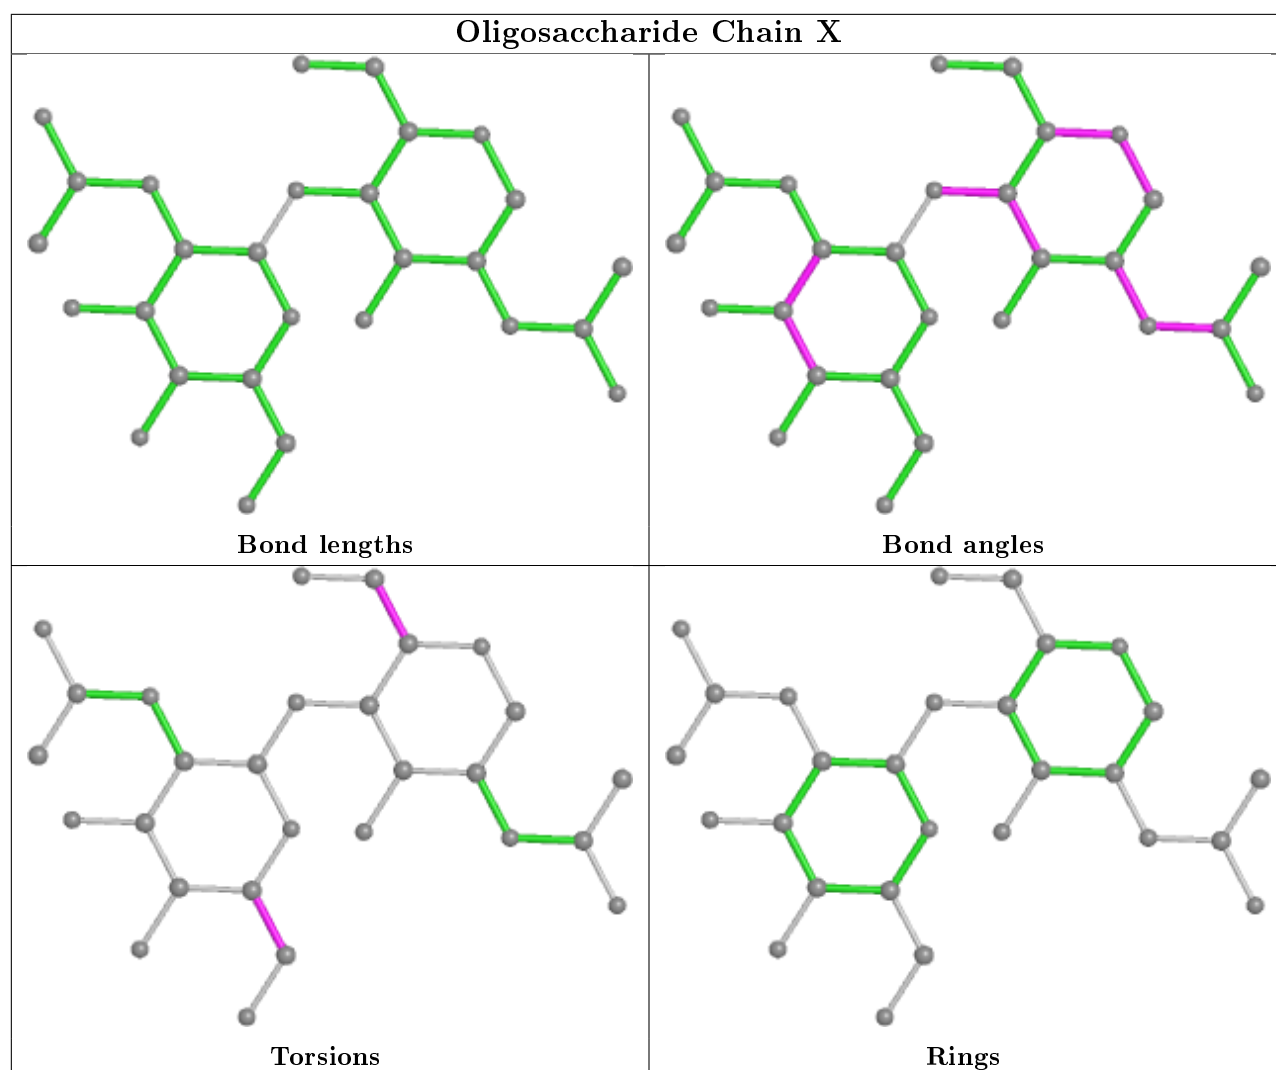 Oligosaccharide Chain X
Bond lengths
Bond angles
Torsions
Rings